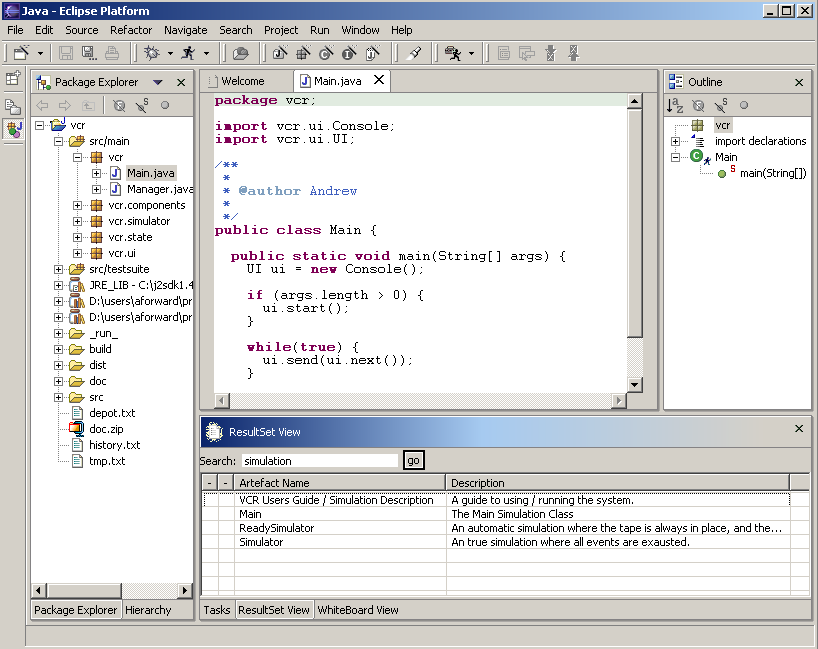 Java - Eclipse Platform
File Edit Source Refactor Navigate Search Project Run Window Help
Package Explorer
vcr
src/main
vcr
Main.java
Manager.java
vcr.components
vcr.simulator
vcr.state
vcr.ui
src/testsuite
JRE_LIB - C:\j2sdk1.4
D:\users\aforward\pr
D:\users\aforward\pr
_run_
build
dist
doc
src
depot.txt
doc.zip
history.txt
tmp.txt
Package Explorer Hierarchy
Welcome Main.java
package vcr;
import vcr.ui.Console;
import vcr.ui.UI;
/**
*
* @author Andrew
*
*/
public class Main {
public static void main(String[] args) {
UI ui = new Console();
if (args.length > 0) {
ui.start();
}
while(true) {
ui.send(ui.next());
}
Outline
vcr
import declarations
Main
main(String[])
ResultSet View
Search: simulation go
- - Artefact Name Description
VCR Users Guide / Simulation Description A guide to using / running the system.
Main The Main Simulation Class
ReadySimulator An automatic simulation where the tape is always in place, and the...
Simulator An true simulation where all events are exausted.
Tasks ResultSet View WhiteBoard View